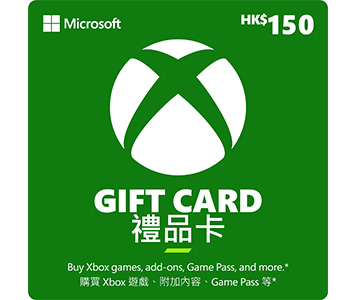 Microsoft
HK$150
GIFT CARD
禮品卡
Buy Xbox games, add-ons, Game Pass, and more.*
購買 Xbox 遊戲、附加內容、Game Pass 等*